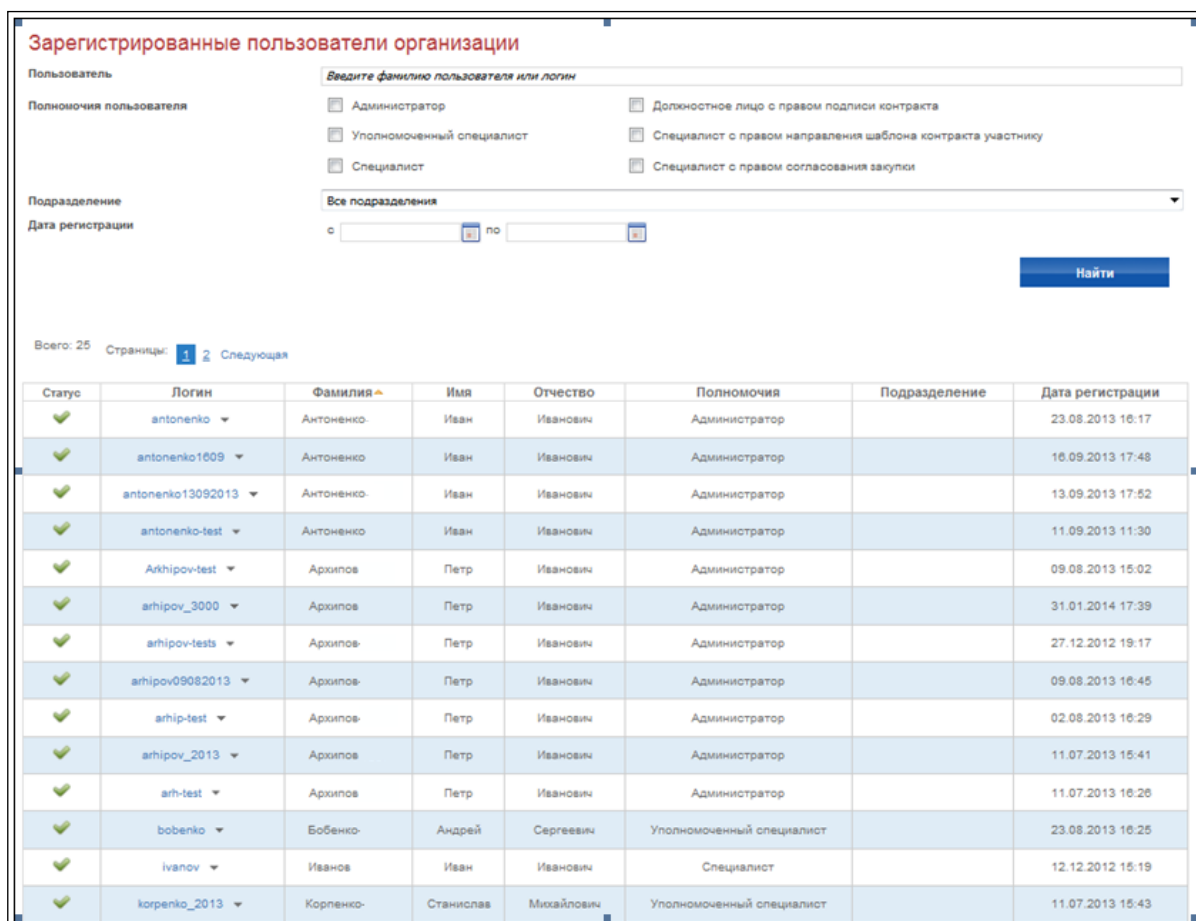 Зарегистрированные пользователи организации
Пользователь Введите фамилию пользователя или логин
Полномочия пользователя Администратор Должностное лицо с правом подписи контракта
Уполномоченный специалист Специалист с правом направления шаблона контракта участнику
Специалист Специалист с правом согласования закупки
Подразделение Все подразделения
Дата регистрации с по
Найти
Всего: 25 Страницы: 1 2 Следующая
Статус Логин Фамилия Имя Отчество Полномочия Подразделение Дата регистрации
antonenko Антоненко Иван Иванович Администратор 23.08.2013 16:17
antonenko1609 Антоненко Иван Иванович Администратор 16.09.2013 17:48
antonenko13092013 Антоненко Иван Иванович Администратор 13.09.2013 17:52
antonenko-test Антоненко Иван Иванович Администратор 11.09.2013 11:30
Arkhipov-test Архипов Петр Иванович Администратор 09.08.2013 15:02
arhipov_3000 Архипов Петр Иванович Администратор 31.01.2014 17:39
arhipov-tests Архипов Петр Иванович Администратор 27.12.2012 19:17
arhipov09082013 Архипов Петр Иванович Администратор 09.08.2013 16:45
arhip-test Архипов Петр Иванович Администратор 02.08.2013 16:29
arhipov_2013 Архипов Петр Иванович Администратор 11.07.2013 15:41
arh-test Архипов Петр Иванович Администратор 11.07.2013 16:26
bobenko Бобенко Андрей Сергеевич Уполномоченный специалист 23.08.2013 16:25
ivanov Иванов Иван Иванович Специалист 12.12.2012 15:19
korpenko_2013 Корпенко Станислав Михайлович Уполномоченный специалист 11.07.2013 15:43